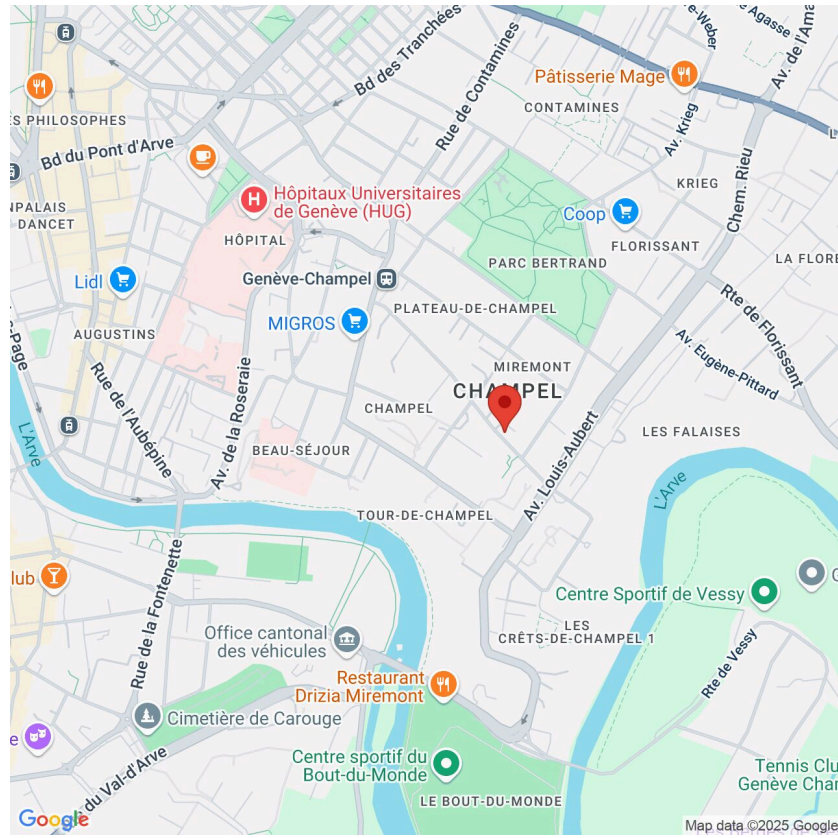 Bd des Tranchées
Rue de Contamines
Agasse
Av. de l'Ama
Pâtisserie Mage
CONTAMINES
Av. Krieg
Chem. Rieu
ES PHILOSOPHES
Bd du Pont d'Arve
Hôpitaux Universitaires
de Genève (HUG)
KRIEG
NPALAIS
DANCET
HÔPITAL
Coop
FLORISSANT
LA FLORE
PARC BERTRAND
Genève-Champel
Lidl
Rte de Florissant
PLATEAU-DE-CHAMPEL
MIGROS
AUGUSTINS
Av. Eugène-Pittard
MIREMONT
CHAMPEL
CHAMPEL
Rue de l'Aubépine
Av. de la Roseraie
L'Arve
LES FALAISES
BEAU-SÉJOUR
Av. Louis-Aubert
L'Arve
TOUR-DE-CHAMPEL
Rue de la Fontenette
lub
Centre Sportif de Vessy
LES
CRÊTS-DE-CHAMPEL 1
Office cantonal
des véhicules
Rte de Vessy
Restaurant
Drizia Miremont
Cimetière de Carouge
Centre sportif du
Bout-du-Monde
Tennis Clu
Genève Cham
du Val-d'Arve
LE BOUT-DU-MONDE
Google
Map data ©2025 Google